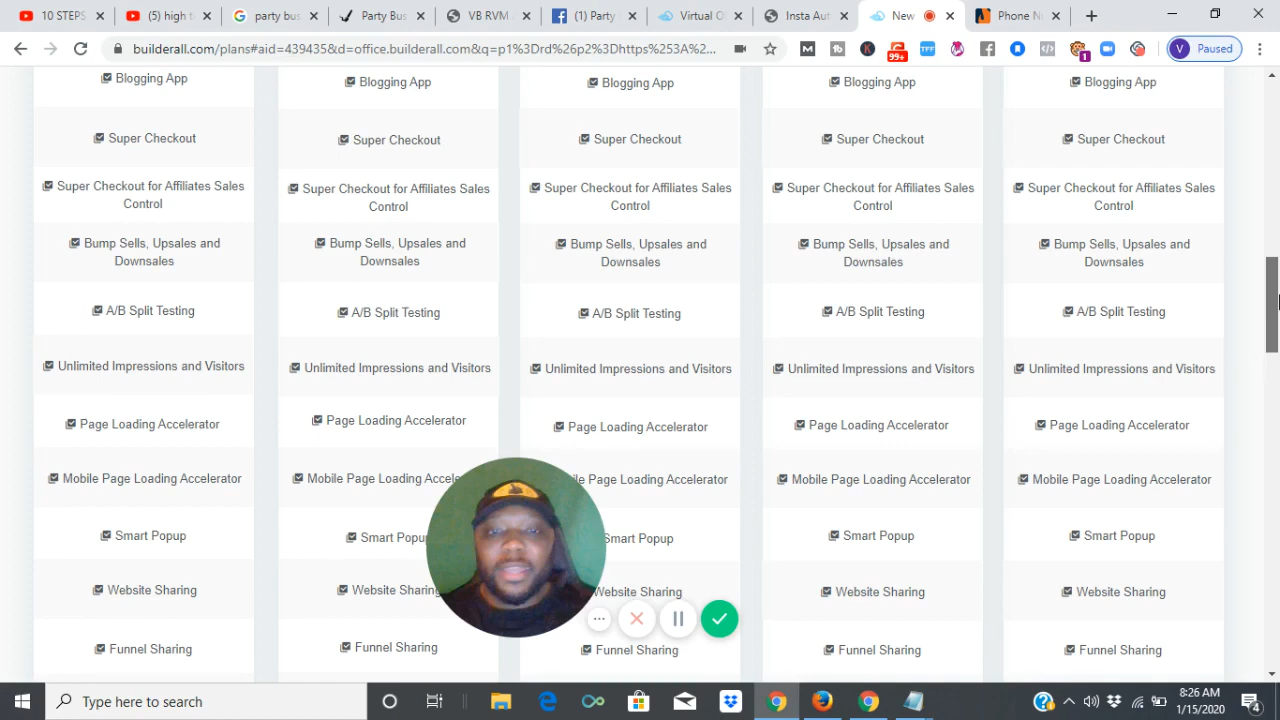 10 STEPS
(5) high t
party bus
Party Bus
VB RVM
(1) Party
Virtual O
Insta Aut
New
Phone N
builderall.com/plans#aid=439435&d=office.builderall.com&q=p1%3Drd%26p2%3Dhttps%253A%2...
99+
TFF
1
V
Paused
Blogging App
Blogging App
Blogging App
Blogging App
Blogging App
Super Checkout
Super Checkout
Super Checkout
Super Checkout
Super Checkout
Super Checkout for Affiliates Sales
Control
Super Checkout for Affiliates Sales
Control
Super Checkout for Affiliates Sales
Control
Super Checkout for Affiliates Sales
Control
Super Checkout for Affiliates Sales
Control
Bump Sells, Upsales and
Downsales
Bump Sells, Upsales and
Downsales
Bump Sells, Upsales and
Downsales
Bump Sells, Upsales and
Downsales
Bump Sells, Upsales and
Downsales
A/B Split Testing
A/B Split Testing
A/B Split Testing
A/B Split Testing
A/B Split Testing
Unlimited Impressions and Visitors
Unlimited Impressions and Visitors
Unlimited Impressions and Visitors
Unlimited Impressions and Visitors
Unlimited Impressions and Visitors
Page Loading Accelerator
Page Loading Accelerator
Page Loading Accelerator
Page Loading Accelerator
Page Loading Accelerator
Mobile Page Loading Accelerator
Mobile Page Loading Accele
le Page Loading Accelerator
Mobile Page Loading Accelerator
Mobile Page Loading Accelerator
Smart Popup
Smart Popu
Smart Popup
Smart Popup
Smart Popup
Website Sharing
Website Sharing
Website Sharing
Website Sharing
Website Sharing
Funnel Sharing
Funnel Sharing
Funnel Sharing
Funnel Sharing
Funnel Sharing
Type here to search
8:26 AM
1/15/2020
4